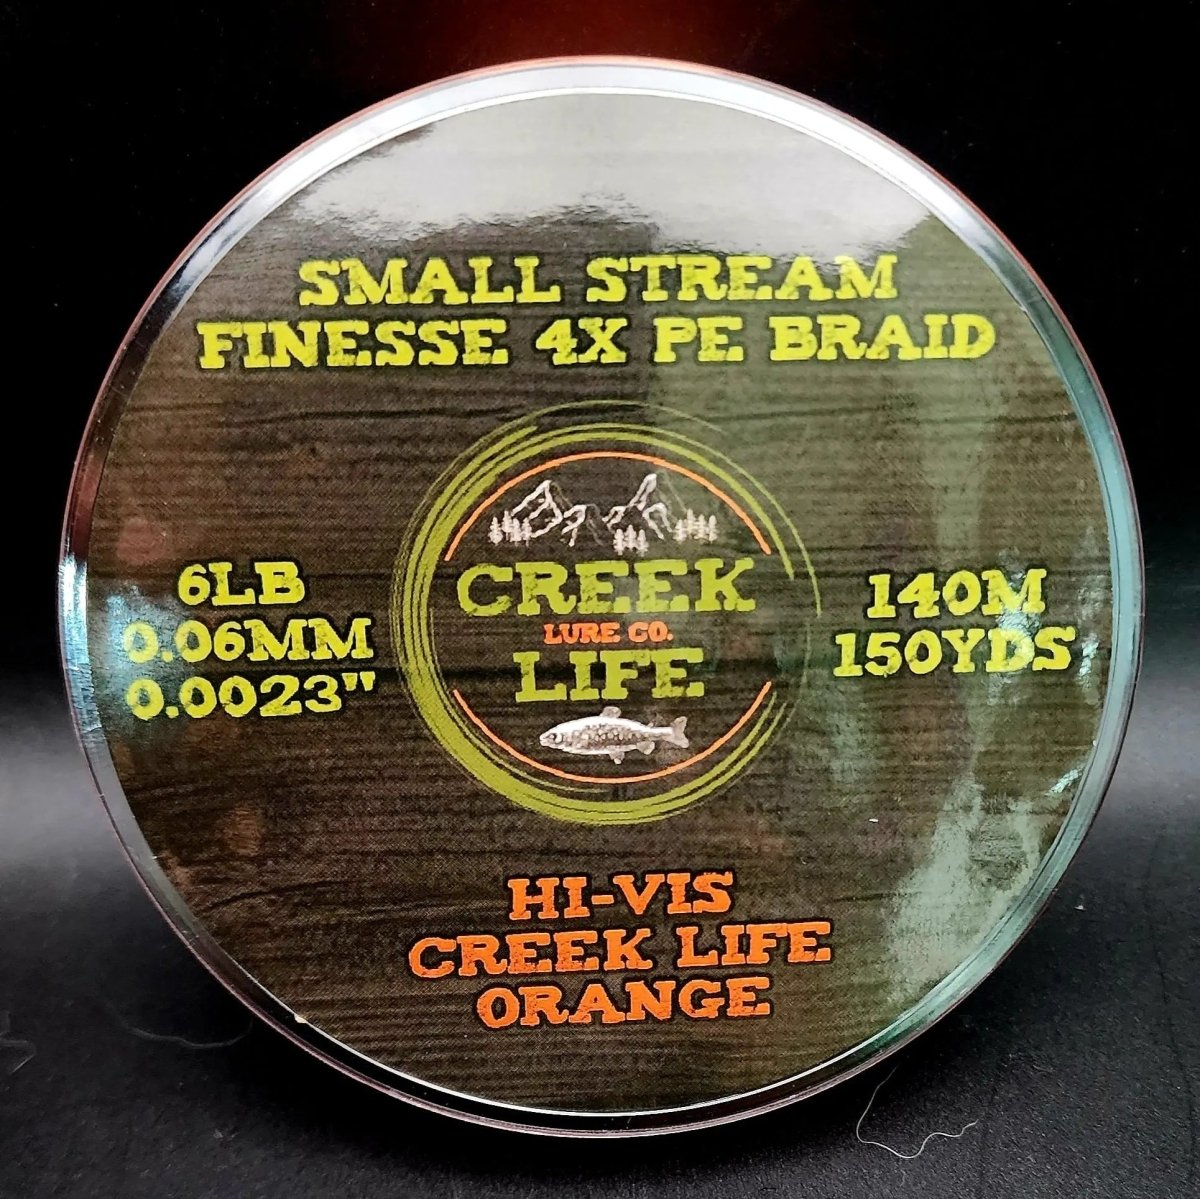 SMALL STREAM
FINESSE 4X PE BRAID
6LB
0.06MM
0.0023"
CREEK
LURE CO.
LIFE
140M
150YDS
HI-VIS
CREEK LIFE
ORANGE